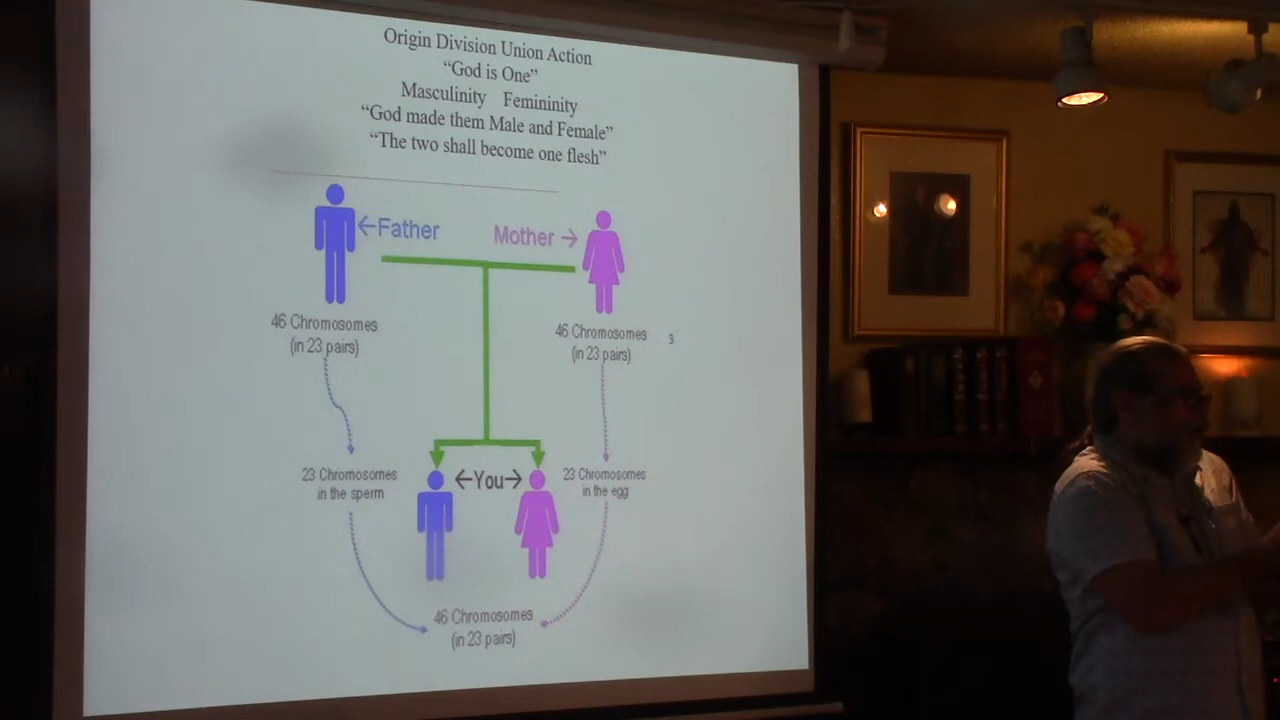 Origin Division Union Action
“God is One”
Masculinity Femininity
“God made them Male and Female”
“The two shall become one flesh”
←Father
Mother →
46 Chromosomes
(in 23 pairs)
46 Chromosomes
(in 23 pairs)
s
23 Chromosomes
in the sperm
←You→
23 Chromosomes
in the egg
46 Chromosomes
(in 23 pairs)